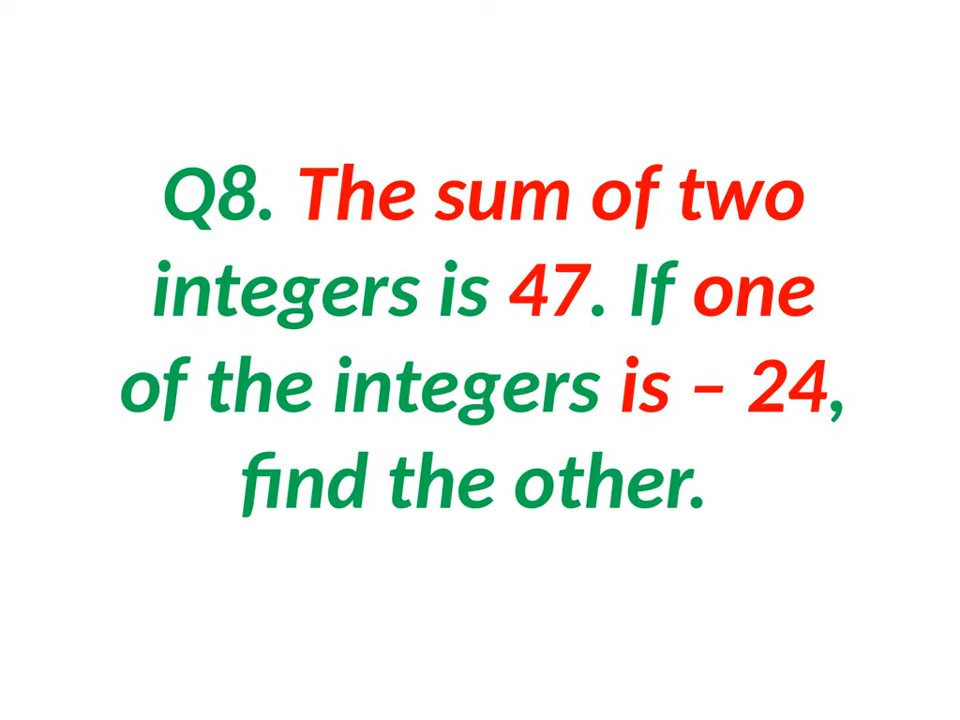 Q8. The sum of two
integers is 47. If one
of the integers is – 24,
find the other.